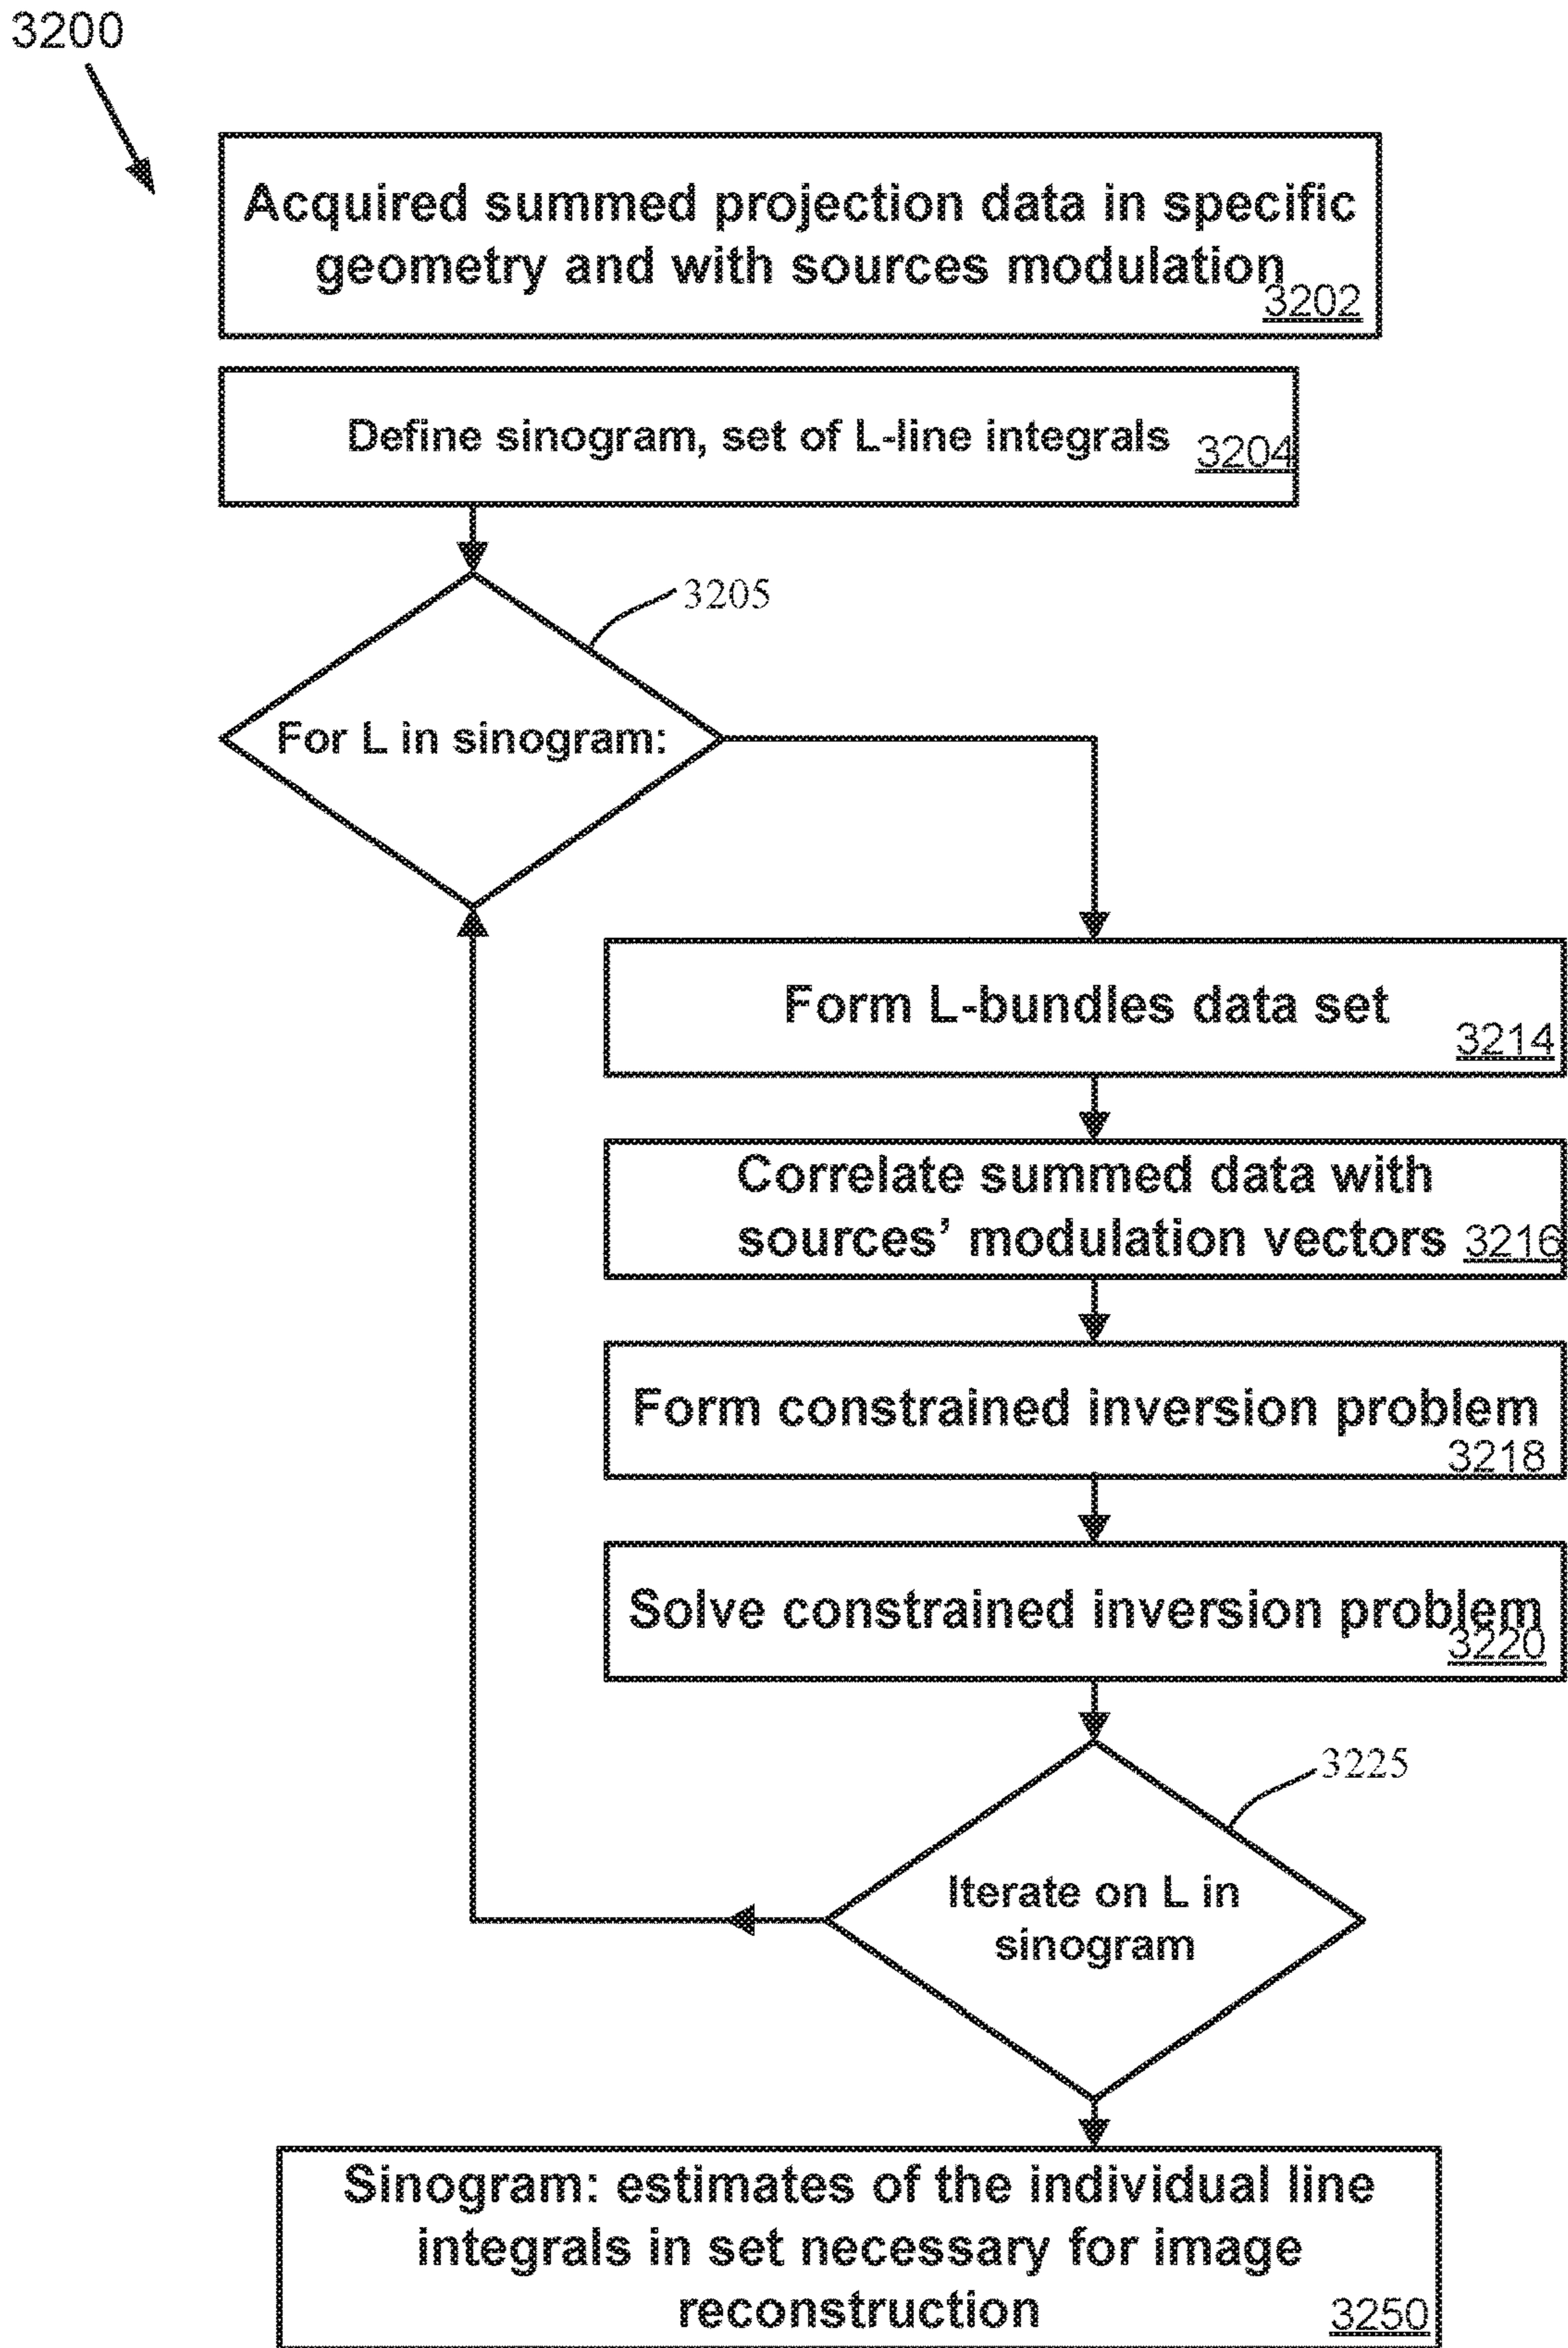 3200
Acquired summed projection data in specific
geometry and with sources modulation
3202
Define sinogram, set of L-line integrals 3204
3205
For L in sinogram:
Form L-bundles data set
3214
Correlate summed data with
sources’ modulation vectors 3216
Form constrained inversion problem
3218
Solve constrained inversion problem
3220
3225
Iterate on L in
sinogram
Sinogram: estimates of the individual line
integrals in set necessary for image
reconstruction 3250